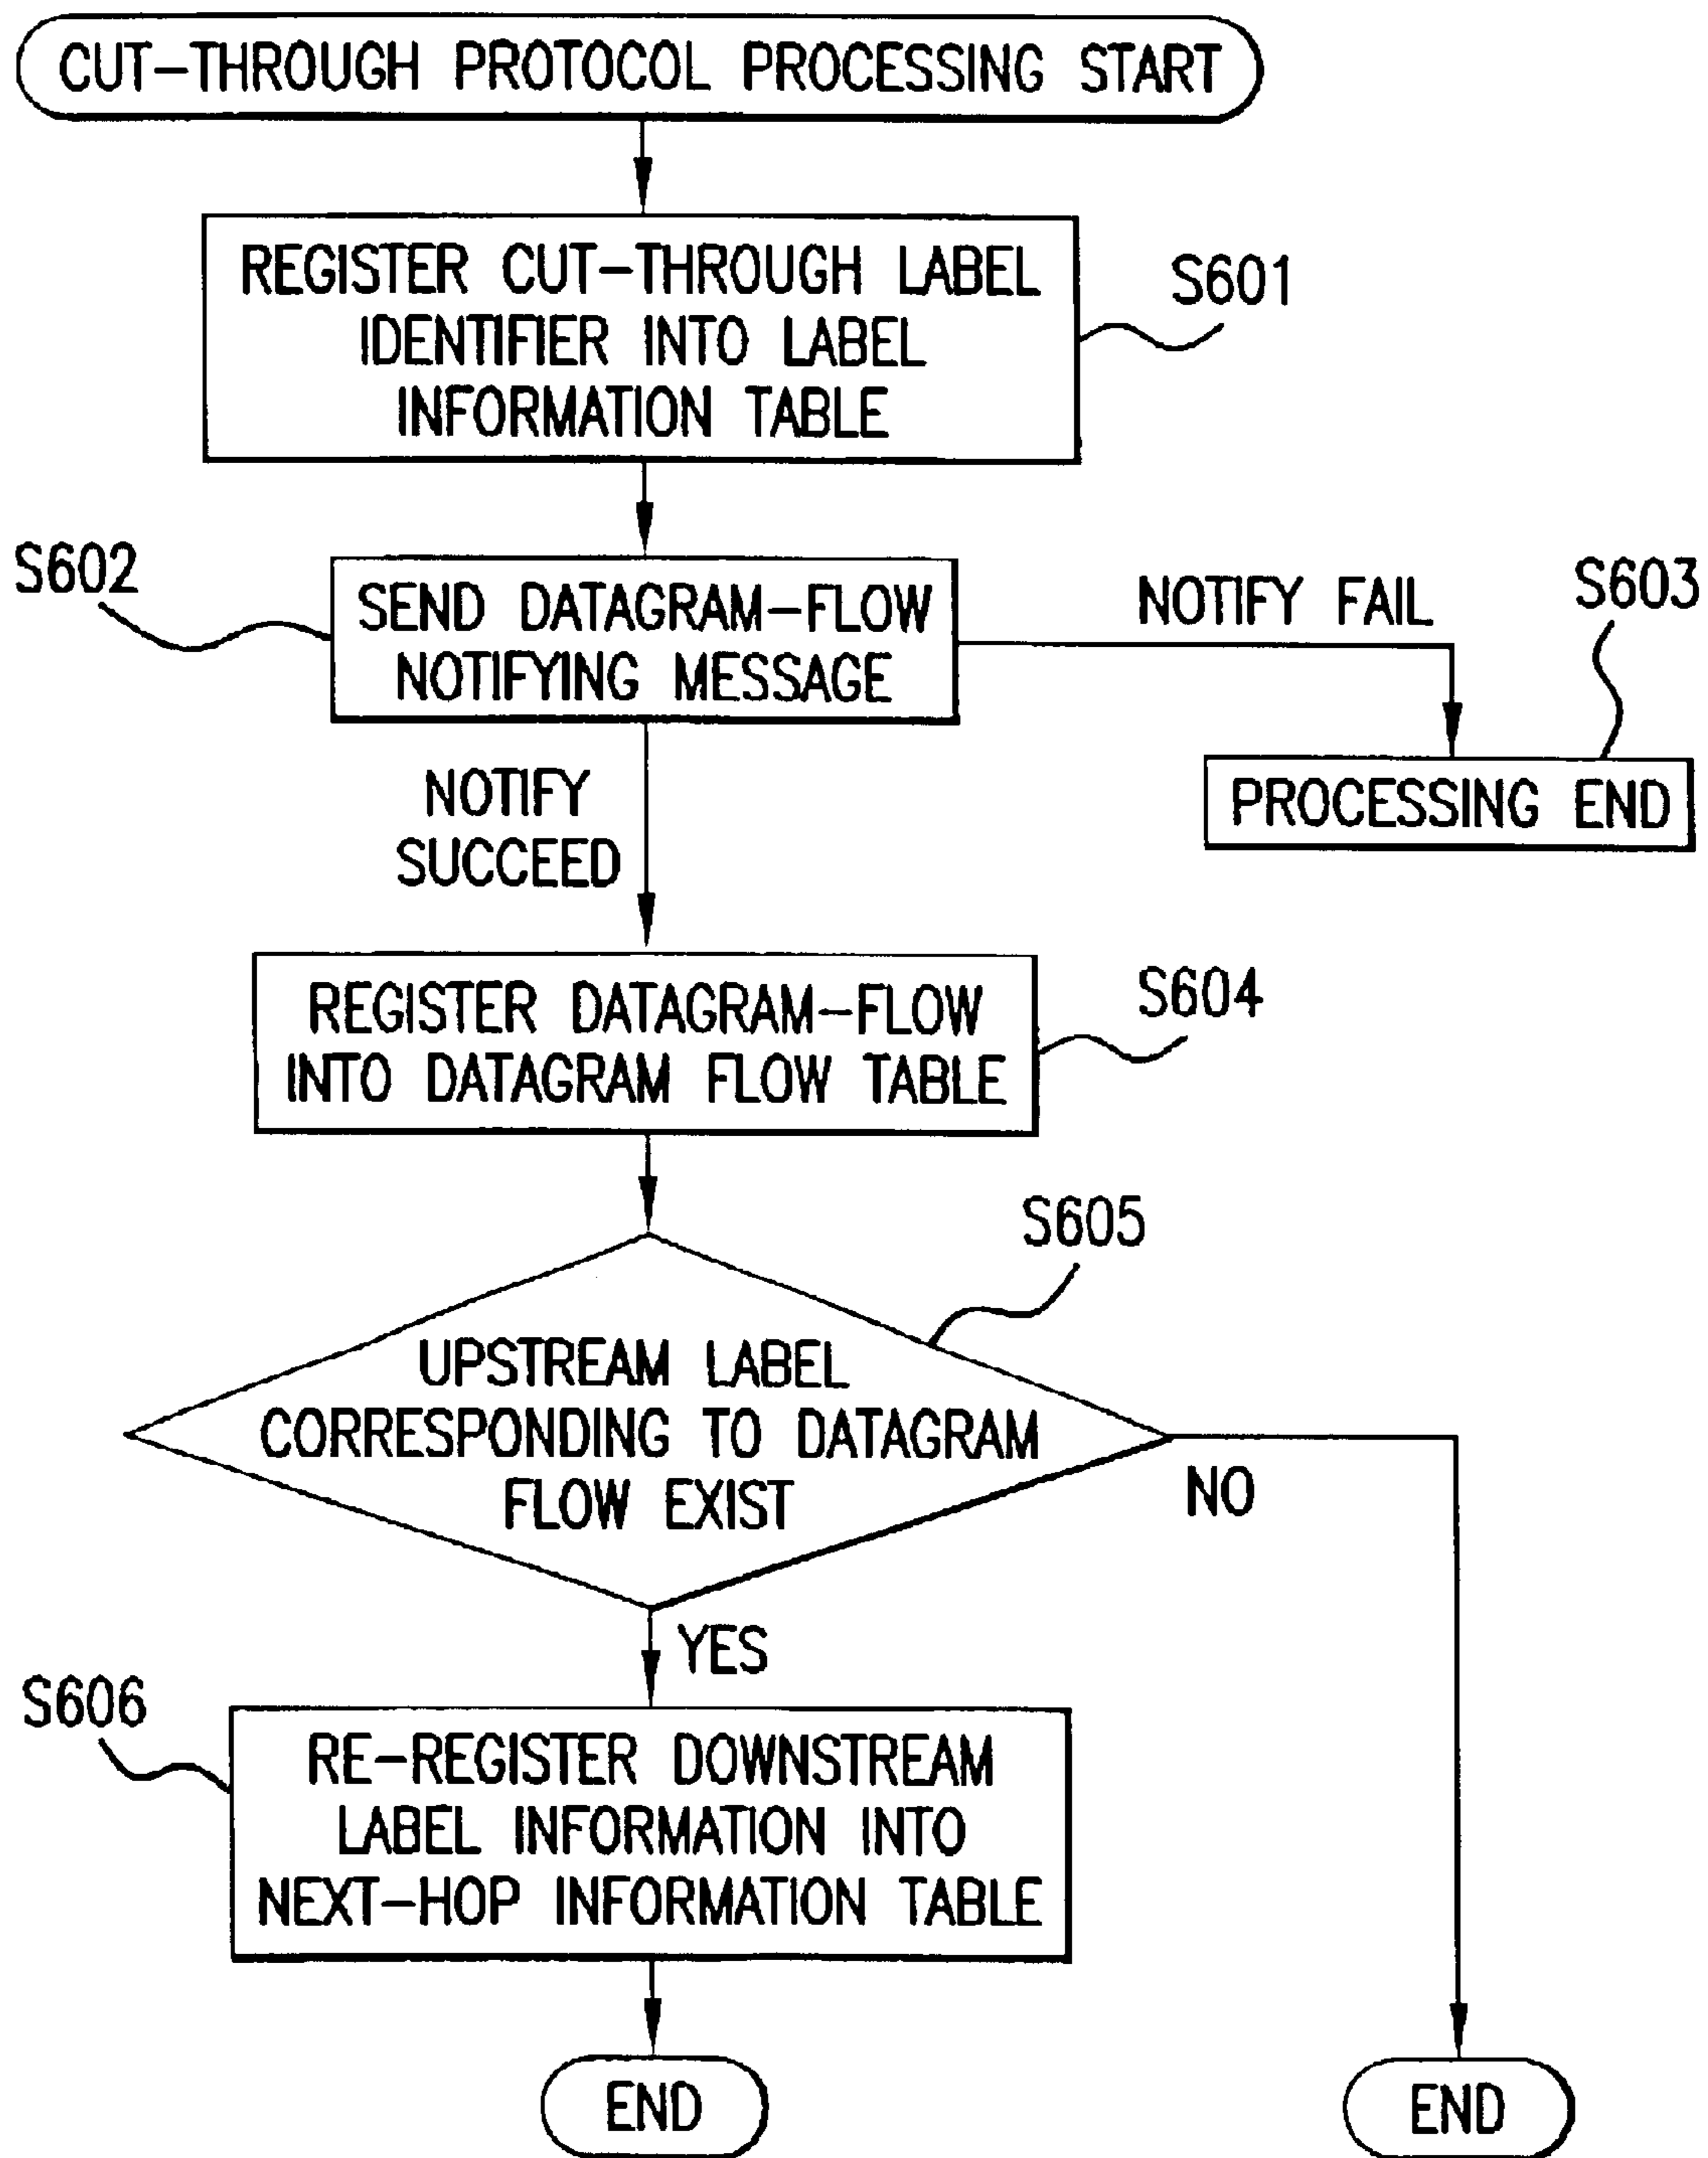 CUT-THROUGH PROTOCOL PROCESSING START
REGISTER CUT-THROUGH LABEL
IDENTIFIER INTO LABEL
INFORMATION TABLE
S601
S602
SEND DATAGRAM-FLOW
NOTIFYING MESSAGE
NOTIFY FAIL
S603
PROCESSING END
NOTIFY
SUCCEED
REGISTER DATAGRAM-FLOW
INTO DATAGRAM FLOW TABLE
S604
S605
UPSTREAM LABEL
CORRESPONDING TO DATAGRAM
FLOW EXIST
NO
YES
S606
RE-REGISTER DOWNSTREAM
LABEL INFORMATION INTO
NEXT-HOP INFORMATION TABLE
END
END